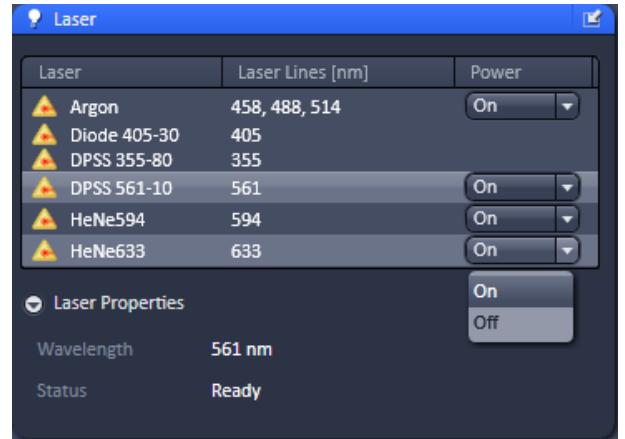 Laser
Laser Laser Lines [nm] Power
Argon 458, 488, 514 On
Diode 405-30 405
DPSS 355-80 355
DPSS 561-10 561 On
HeNe594 594 On
HeNe633 633 On
On
Off
Laser Properties
Wavelength 561 nm
Status Ready